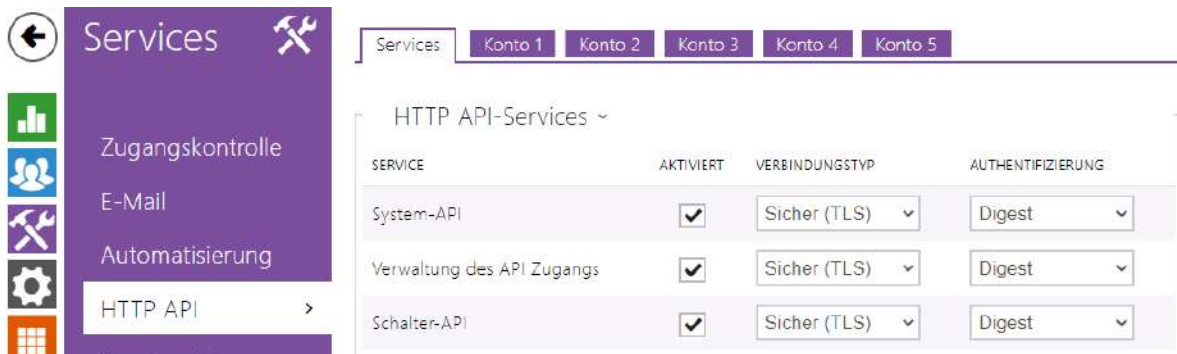 Services
Zugangskontrolle
E-Mail
Automatisierung
HTTP API
Services Konto 1 Konto 2 Konto 3 Konto 4 Konto 5
HTTP API-Services
SERVICE AKTIVIERT VERBINDUNGSTYP AUTHENTIFIZIERUNG
System-API Sicher (TLS) Digest
Verwaltung des API Zugangs Sicher (TLS) Digest
Schalter-API Sicher (TLS) Digest